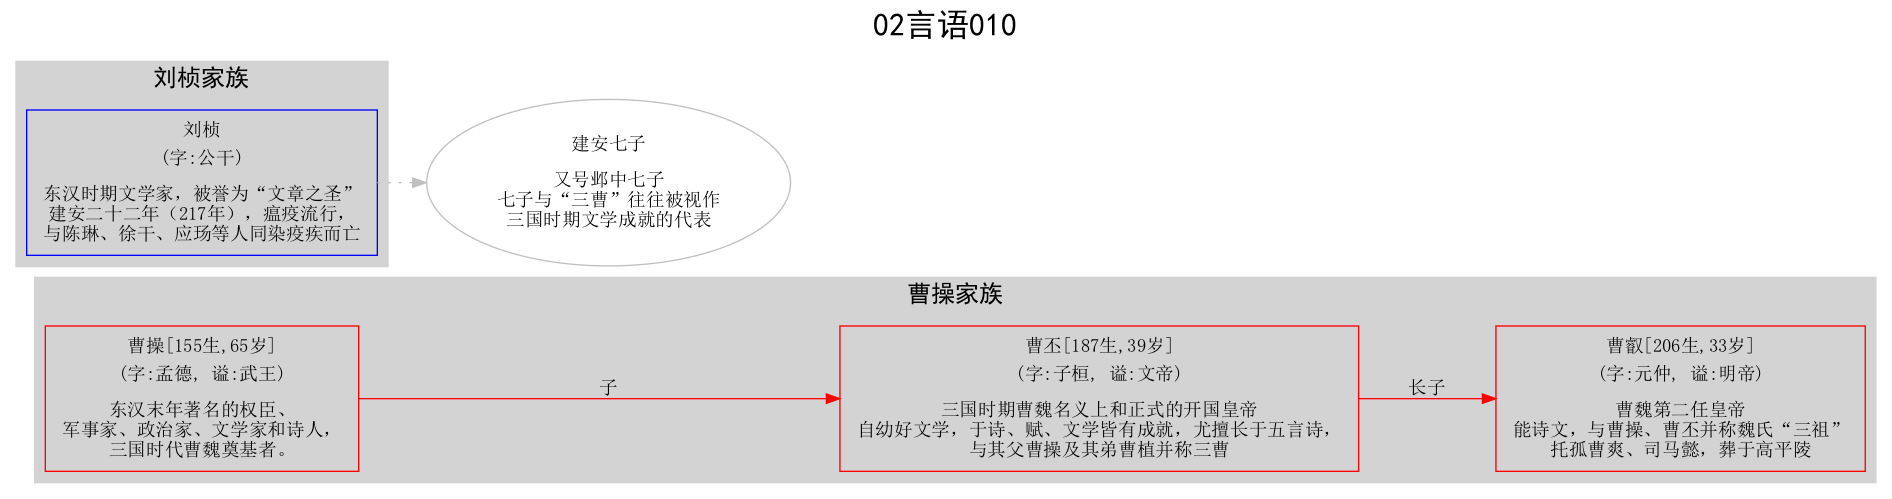 02言语010
刘桢家族
刘桢
(字:公干)
东汉时期文学家，被誉为“文章之圣”
建安二十二年（217年），瘟疫流行，
与陈琳、徐干、应玚等人同染疫疾而亡
建安七子
又号邺中七子
七子与“三曹”往往被视作
三国时期文学成就的代表
曹操家族
曹操[155生,65岁]
(字:孟德, 谥:武王)
东汉末年著名的权臣、
军事家、政治家、文学家和诗人，
三国时代曹魏奠基者。
子
曹丕[187生,39岁]
(字:子桓, 谥:文帝)
三国时期曹魏名义上和正式的开国皇帝
自幼好文学，于诗、赋、文学皆有成就，尤擅长于五言诗，
与其父曹操及其弟曹植并称三曹
长子
曹叡[206生,33岁]
(字:元仲, 谥:明帝)
曹魏第二任皇帝
能诗文，与曹操、曹丕并称魏氏“三祖”
托孤曹爽、司马懿，葬于高平陵